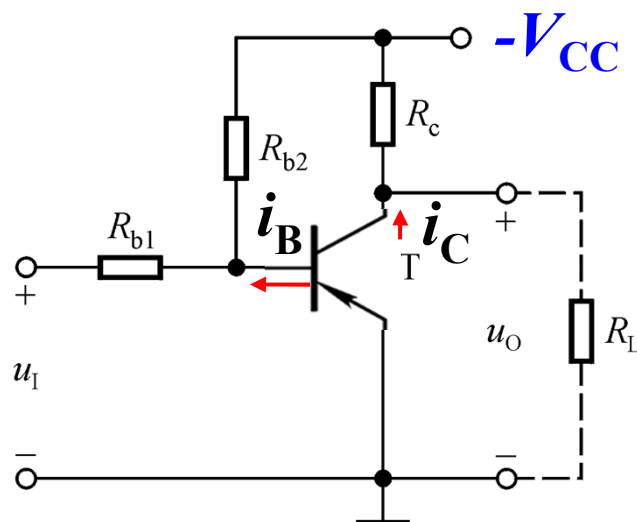 -VCC
Rc
Rb2
Rb1
iB
iC
T
+
+
uI
uO
RL
−
−